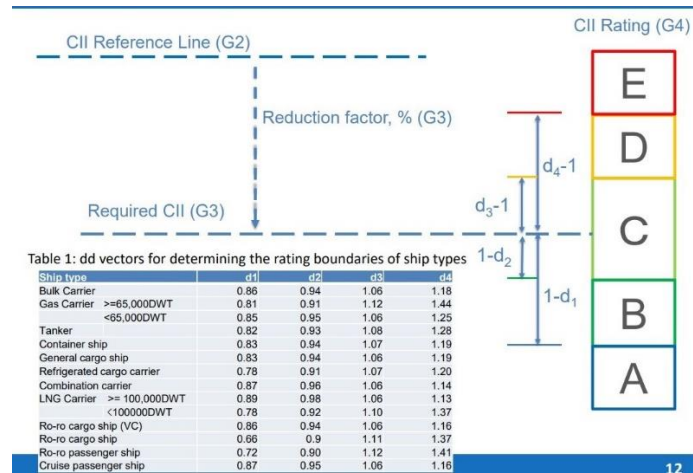 CII Rating (G4)
CII Reference Line (G2)
E
Reduction factor, % (G3)
D
d4-1
d3-1
Required CII (G3)
C
1-d2
1-d1
B
A
Table 1: dd vectors for determining the rating boundaries of ship types
Ship type d1 d2 d3 d4
Bulk Carrier 0.86 0.94 1.06 1.18
Gas Carrier >=65,000DWT 0.81 0.91 1.12 1.44
<65,000DWT 0.85 0.95 1.06 1.25
Tanker 0.82 0.93 1.08 1.28
Container ship 0.83 0.94 1.07 1.19
General cargo ship 0.83 0.94 1.06 1.19
Refrigerated cargo carrier 0.78 0.91 1.07 1.20
Combination carrier 0.87 0.96 1.06 1.14
LNG Carrier >= 100,000DWT 0.89 0.98 1.06 1.13
<100000DWT 0.78 0.92 1.10 1.37
Ro-ro cargo ship (VC) 0.86 0.94 1.06 1.16
Ro-ro cargo ship 0.66 0.9 1.11 1.37
Ro-ro passenger ship 0.72 0.90 1.12 1.41
Cruise passenger ship 0.87 0.95 1.06 1.16
12